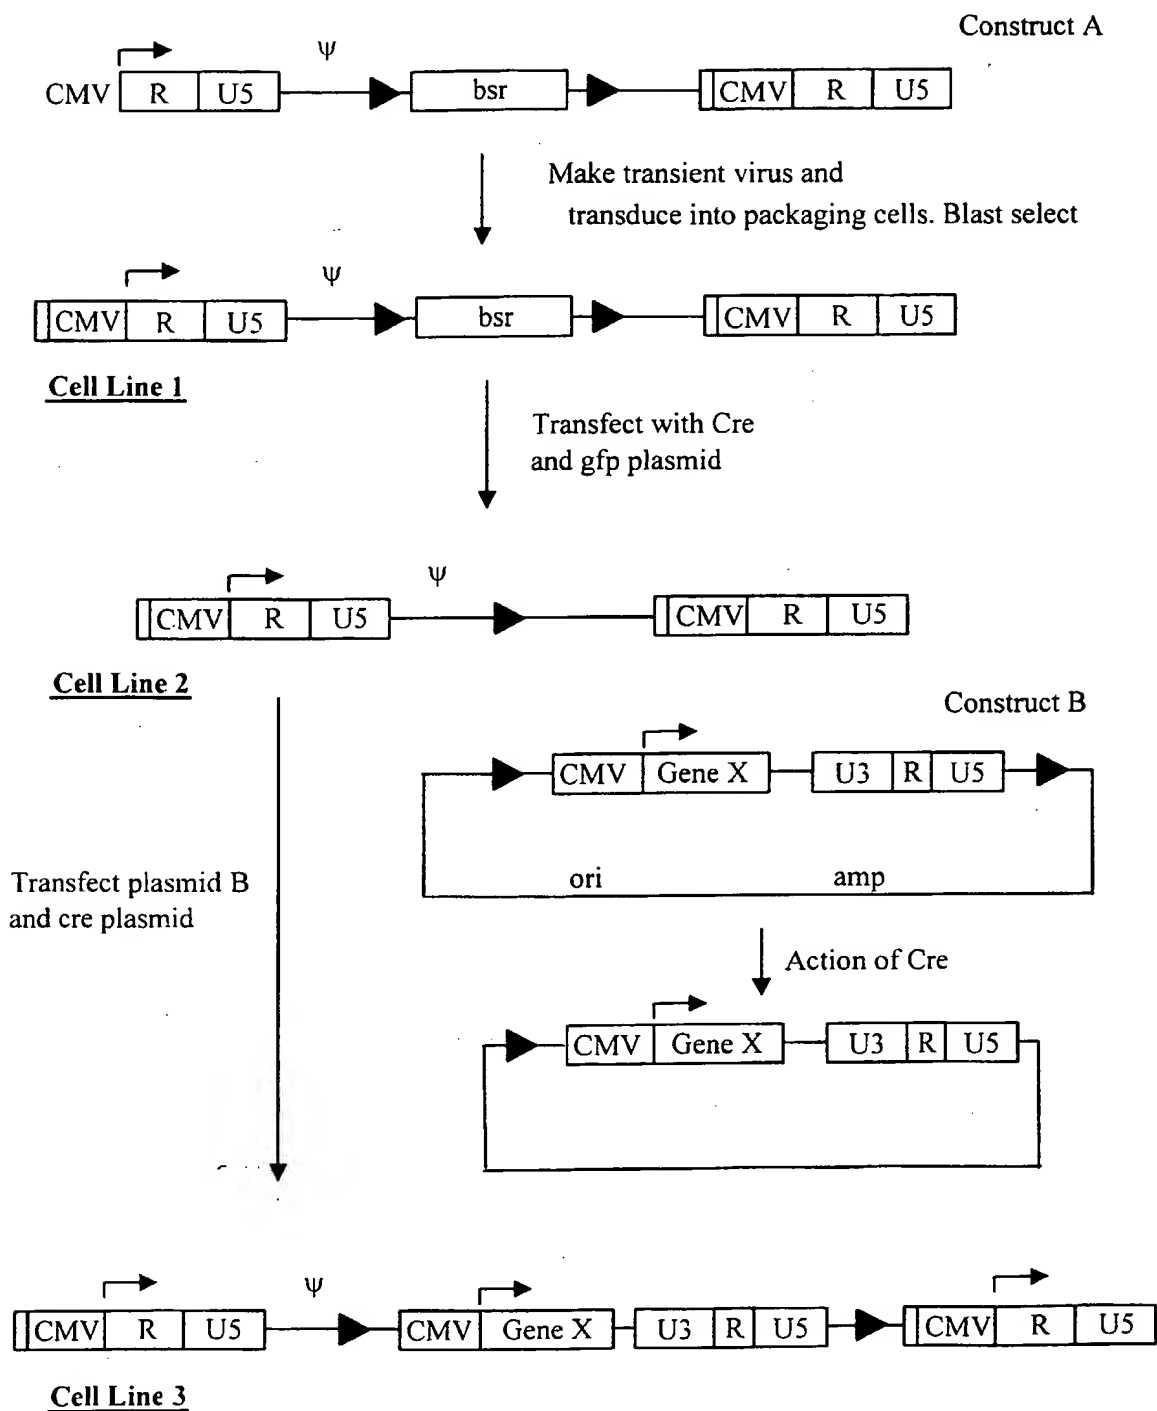 Construct A
ψ
CMV R U5 bsr CMV R U5
Make transient virus and
transduce into packaging cells. Blast select
ψ
CMV R U5 bsr CMV R U5
Cell Line 1
Transfect with Cre
and gfp plasmid
ψ
CMV R U5 CMV R U5
Cell Line 2
Construct B
CMV Gene X U3 R U5
ori amp
Transfect plasmid B
and cre plasmid
Action of Cre
CMV Gene X U3 R U5
ψ
CMV R U5 CMV Gene X U3 R U5 CMV R U5
Cell Line 3